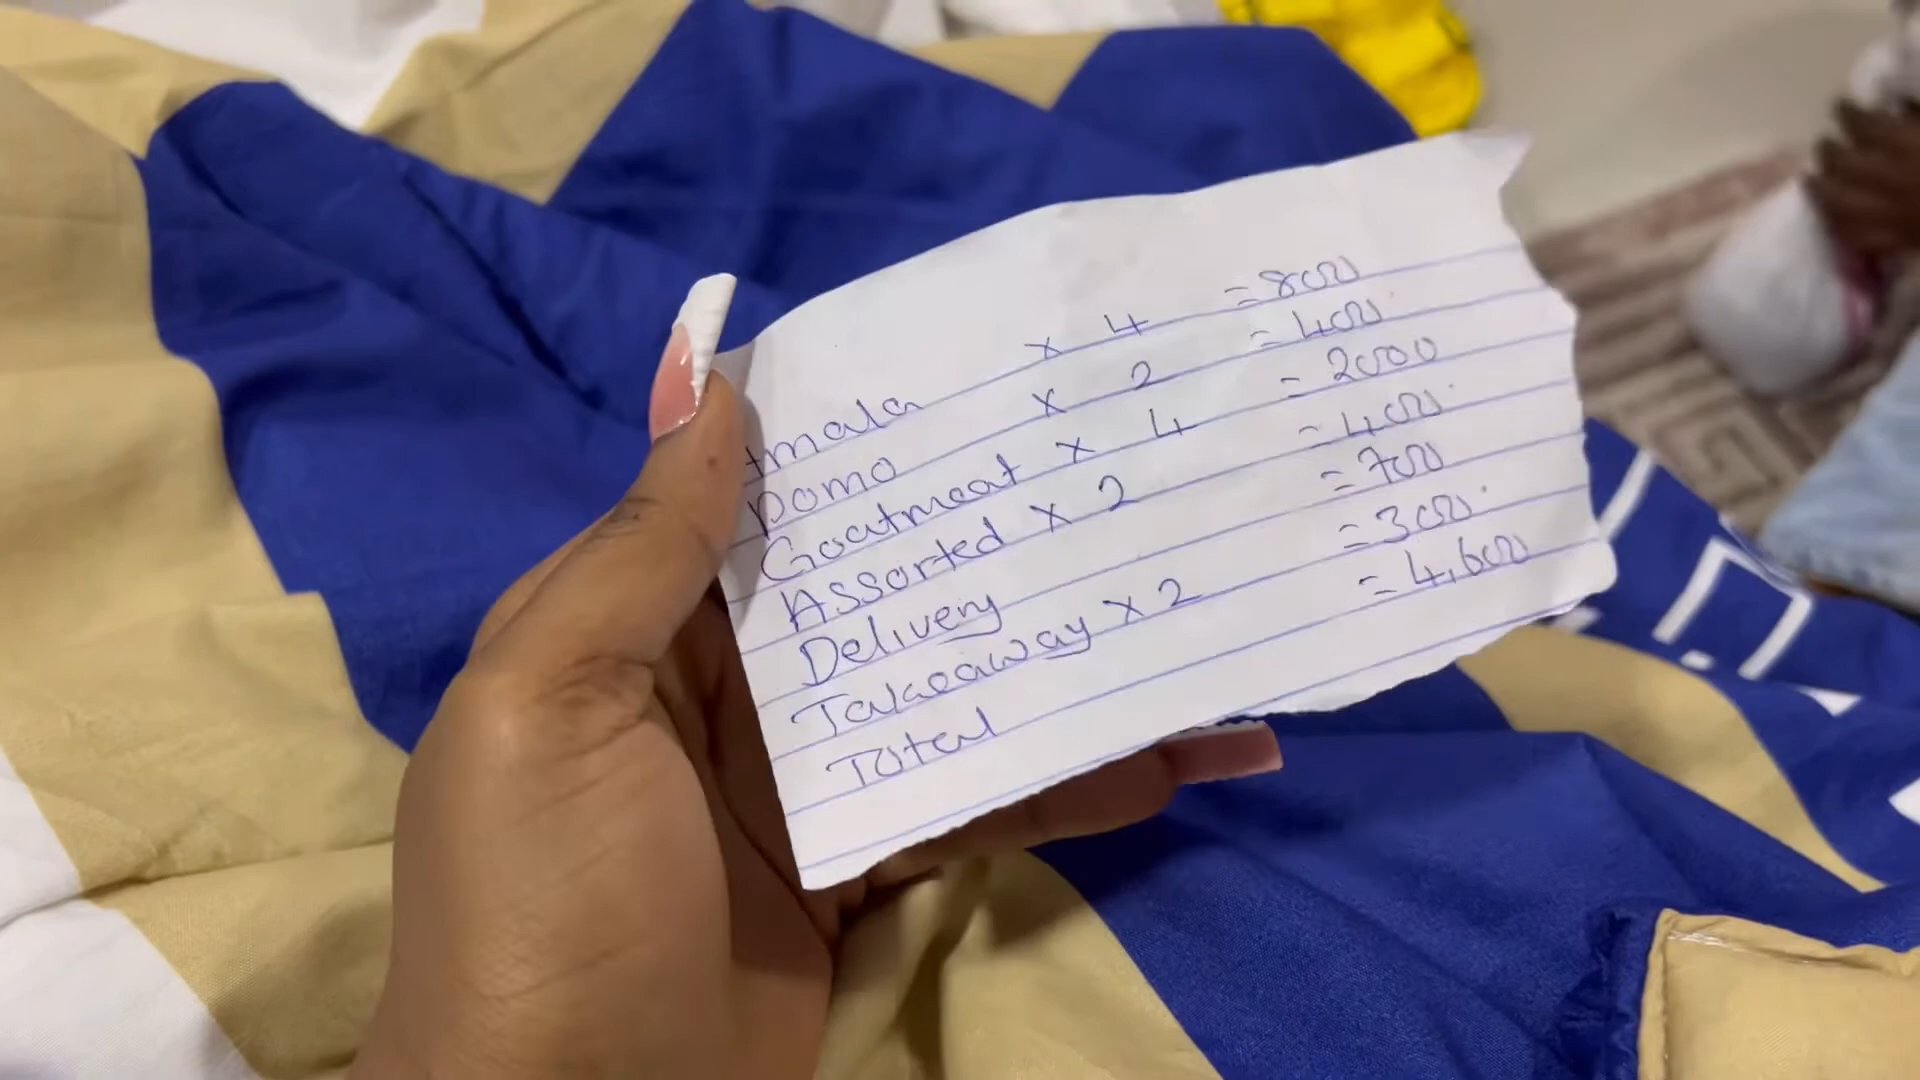 Amala x 4 = 800
Pomo x 2 = 400
Goatmeat x 4 = 2000
Assorted x 2 = 400
Delivery = 700
Takeaway x 2 = 300
Total = 4,600